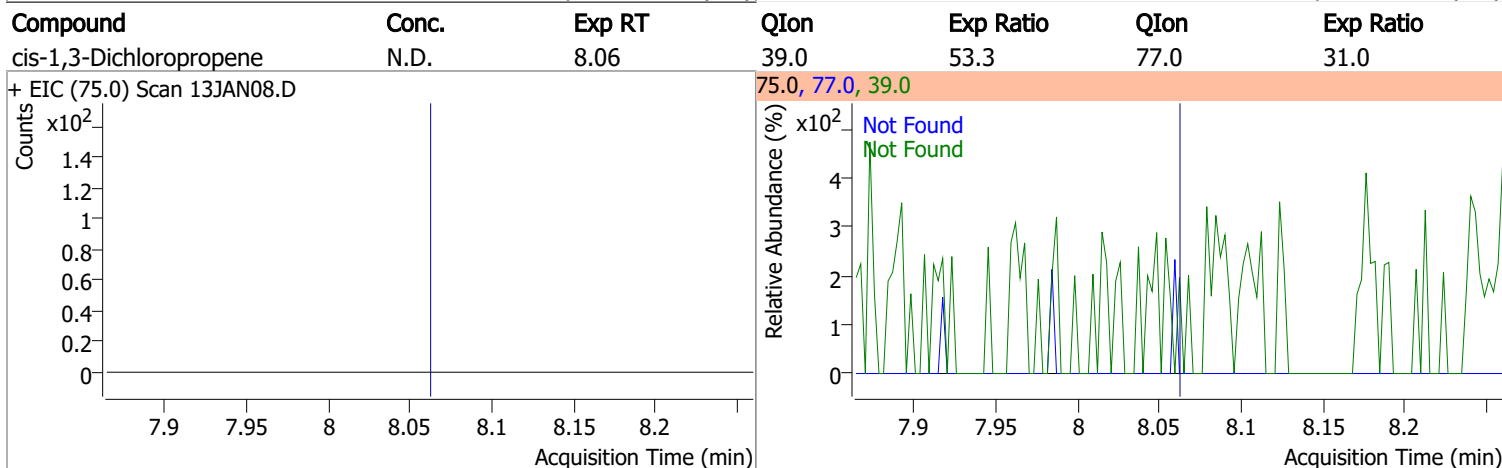 Compound Conc. Exp RT QIon Exp Ratio QIon Exp Ratio
cis-1,3-Dichloropropene N.D. 8.06 39.0 53.3 77.0 31.0
+ EIC (75.0) Scan 13JAN08.D
Counts
x10²
1.4
1.2
1
0.8
0.6
0.4
0.2
0
7.9 7.95 8 8.05 8.1 8.15 8.2
Acquisition Time (min)
75.0, 77.0, 39.0
Relative Abundance (%)
x10²
Not Found
Not Found
4
3
2
1
0
7.9 7.95 8 8.05 8.1 8.15 8.2
Acquisition Time (min)